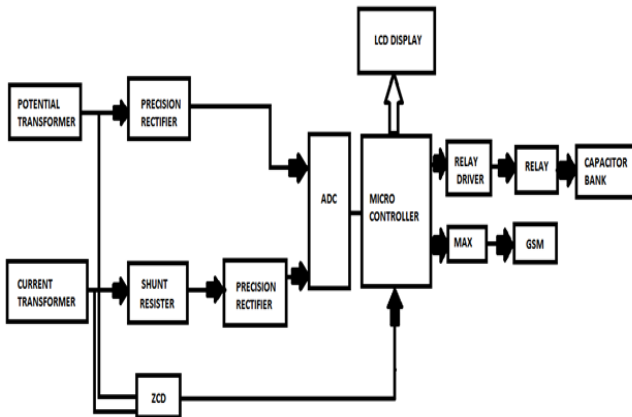 LCD DISPLAY
POTENTIAL
TRANSFORMER
PRECISION
RECTIFIER
ADC
MICRO
CONTROLLER
RELAY
DRIVER
RELAY
CAPACITOR
BANK
MAX
GSM
CURRENT
TRANSFORMER
SHUNT
RESISTER
PRECISION
RECTIFIER
ZCD